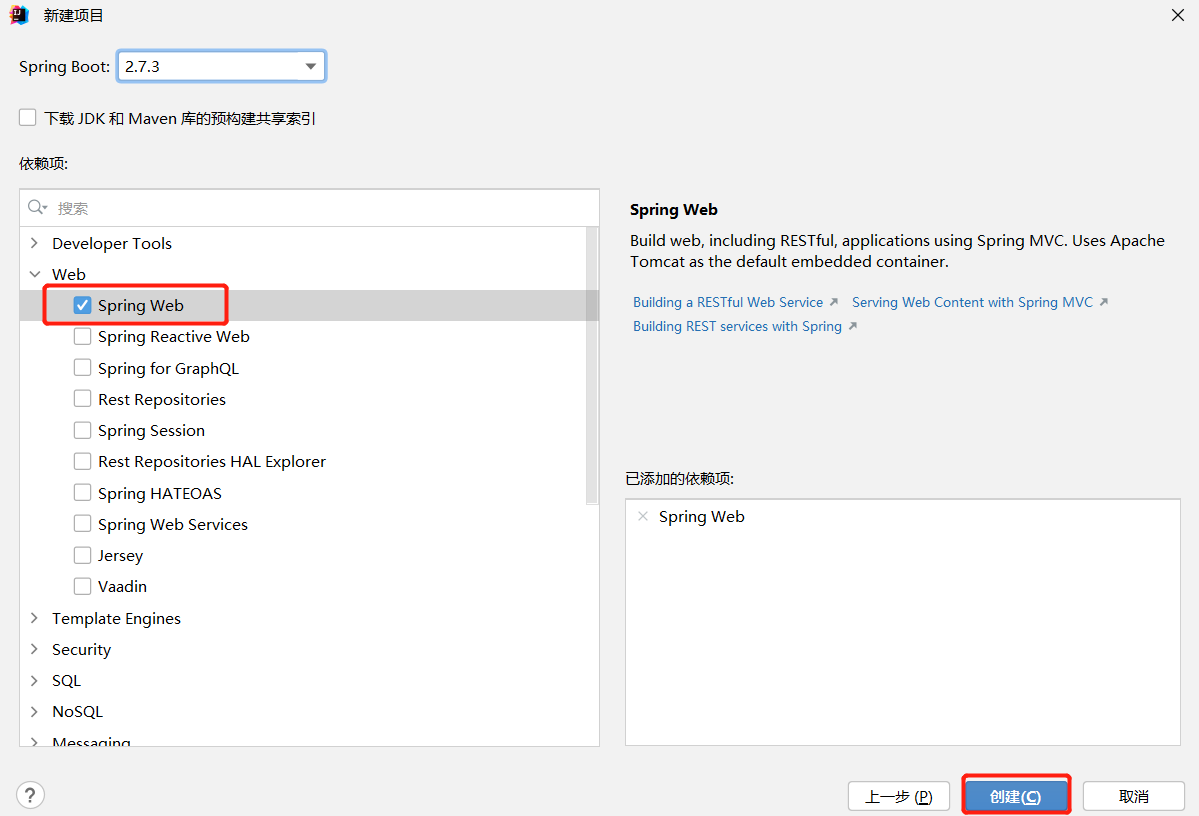 新建项目
Spring Boot: 2.7.3
下载 JDK 和 Maven 库的预构建共享索引
依赖项:
搜索
Developer Tools
Web
Spring Web
Spring Reactive Web
Spring for GraphQL
Rest Repositories
Spring Session
Rest Repositories HAL Explorer
Spring HATEOAS
Spring Web Services
Jersey
Vaadin
Template Engines
Security
SQL
NoSQL
Messaging
Spring Web
Build web, including RESTful, applications using Spring MVC. Uses Apache
Tomcat as the default embedded container.
Building a RESTful Web Service Serving Web Content with Spring MVC
Building REST services with Spring
已添加的依赖项:
Spring Web
?
上一步 (P) 创建(C) 取消